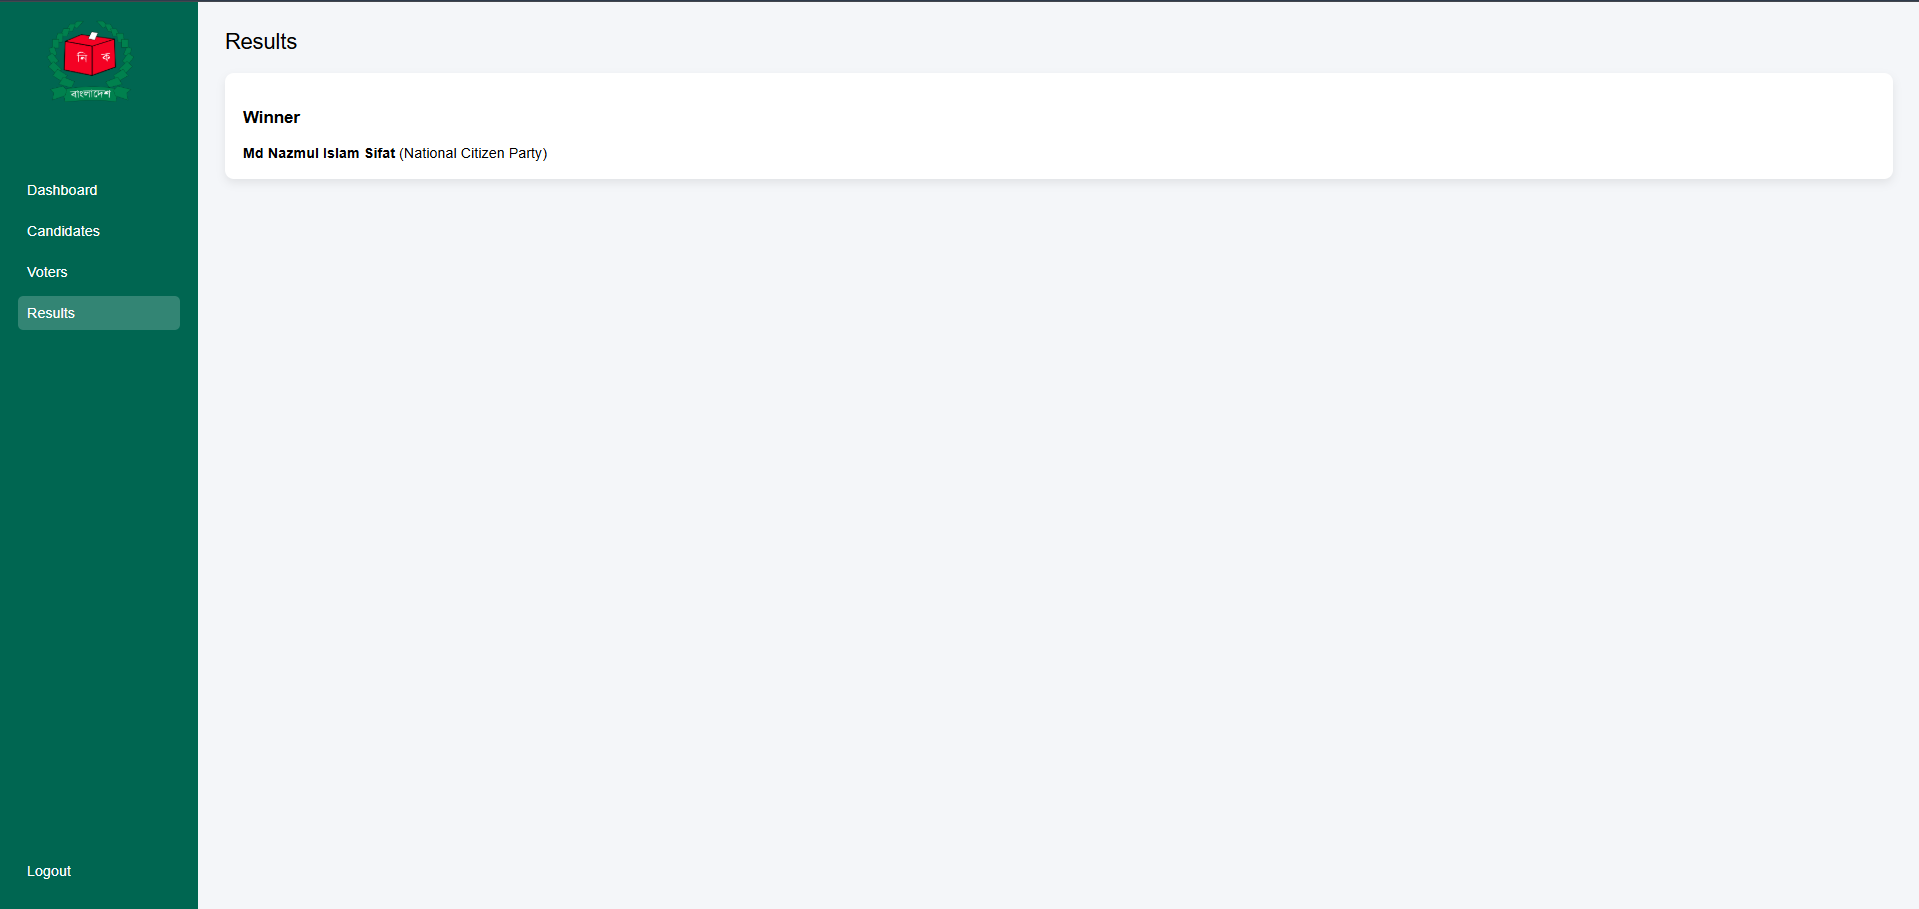 নি ক
বাংলাদেশ
Dashboard
Candidates
Voters
Results
Logout
Results
Winner
Md Nazmul Islam Sifat (National Citizen Party)